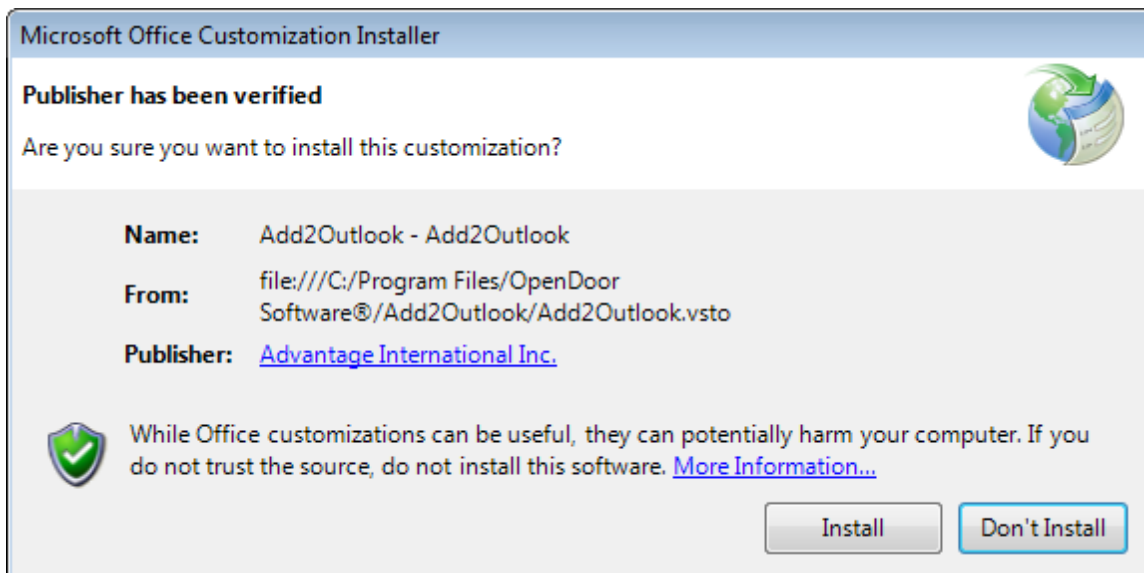 Microsoft Office Customization Installer
Publisher has been verified
Are you sure you want to install this customization?
Name: Add2Outlook - Add2Outlook
From: file:///C:/Program Files/OpenDoor
Software®/Add2Outlook/Add2Outlook.vsto
Publisher: Advantage International Inc.
While Office customizations can be useful, they can potentially harm your computer. If you
do not trust the source, do not install this software. More Information...
Install Don't Install